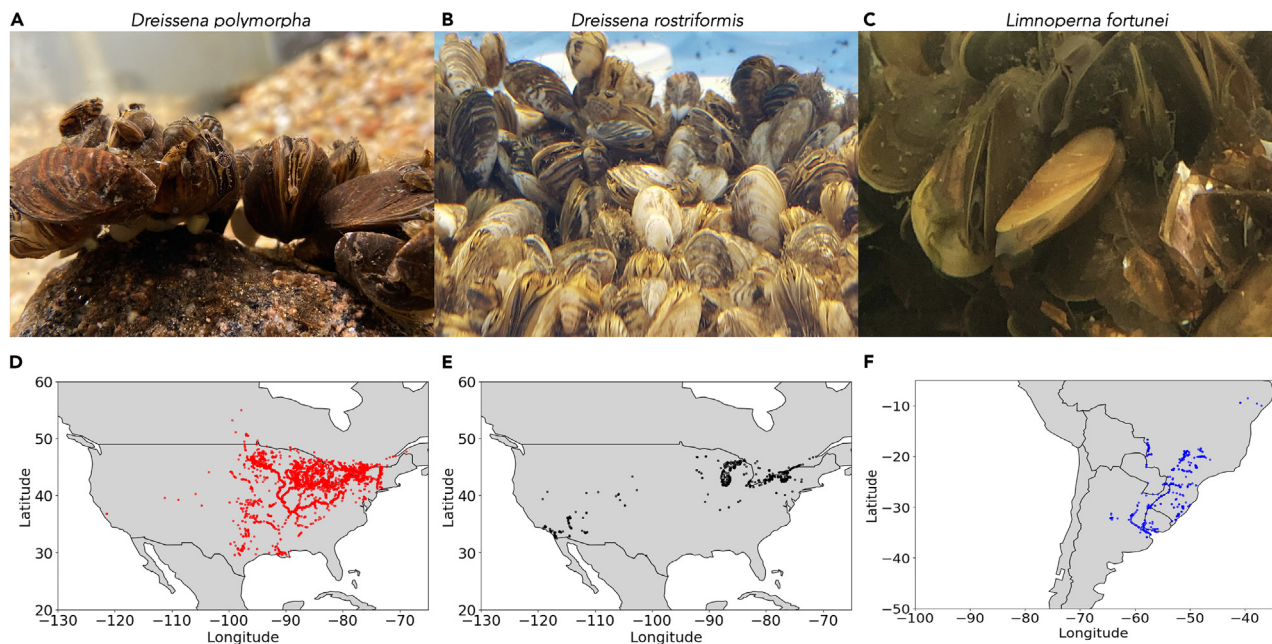 A Dreissena polymorpha
B Dreissena rostriformis
C Limnoperna fortunei
D
E
F
60
50
40
30
20
Latitude
−130 −120 −110 −100 −90 −80 −70
Longitude
60
50
40
30
20
Latitude
−130 −120 −110 −100 −90 −80 −70
Longitude
−10
−20
−30
−40
−50
Latitude
−100 −90 −80 −70 −60 −50 −40
Longitude